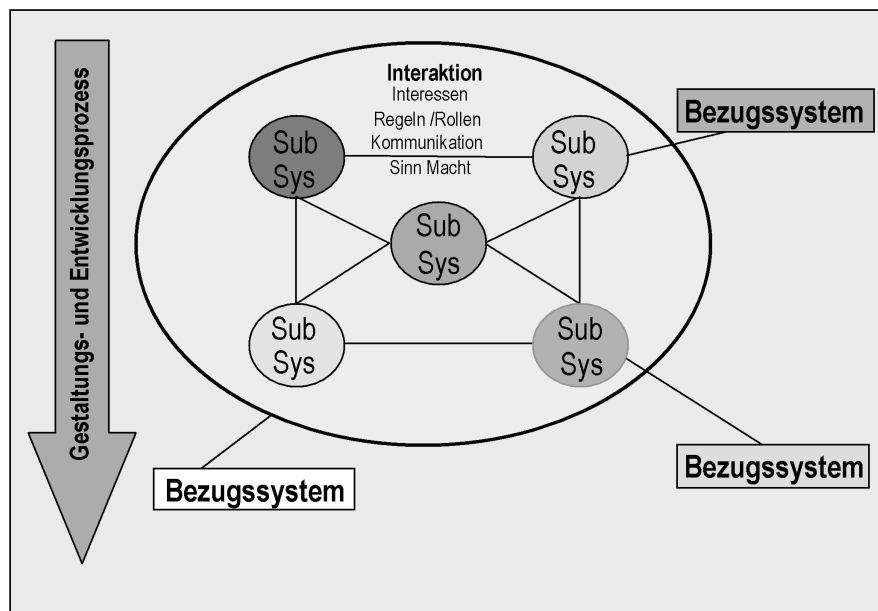 Gestaltungs- und Entwicklungsprozess
Interaktion
Interessen
Regeln /Rollen
Kommunikation
Sinn Macht
Sub
Sys
Sub
Sys
Bezugssystem
Sub
Sys
Sub
Sys
Sub
Sys
Bezugssystem
Bezugssystem